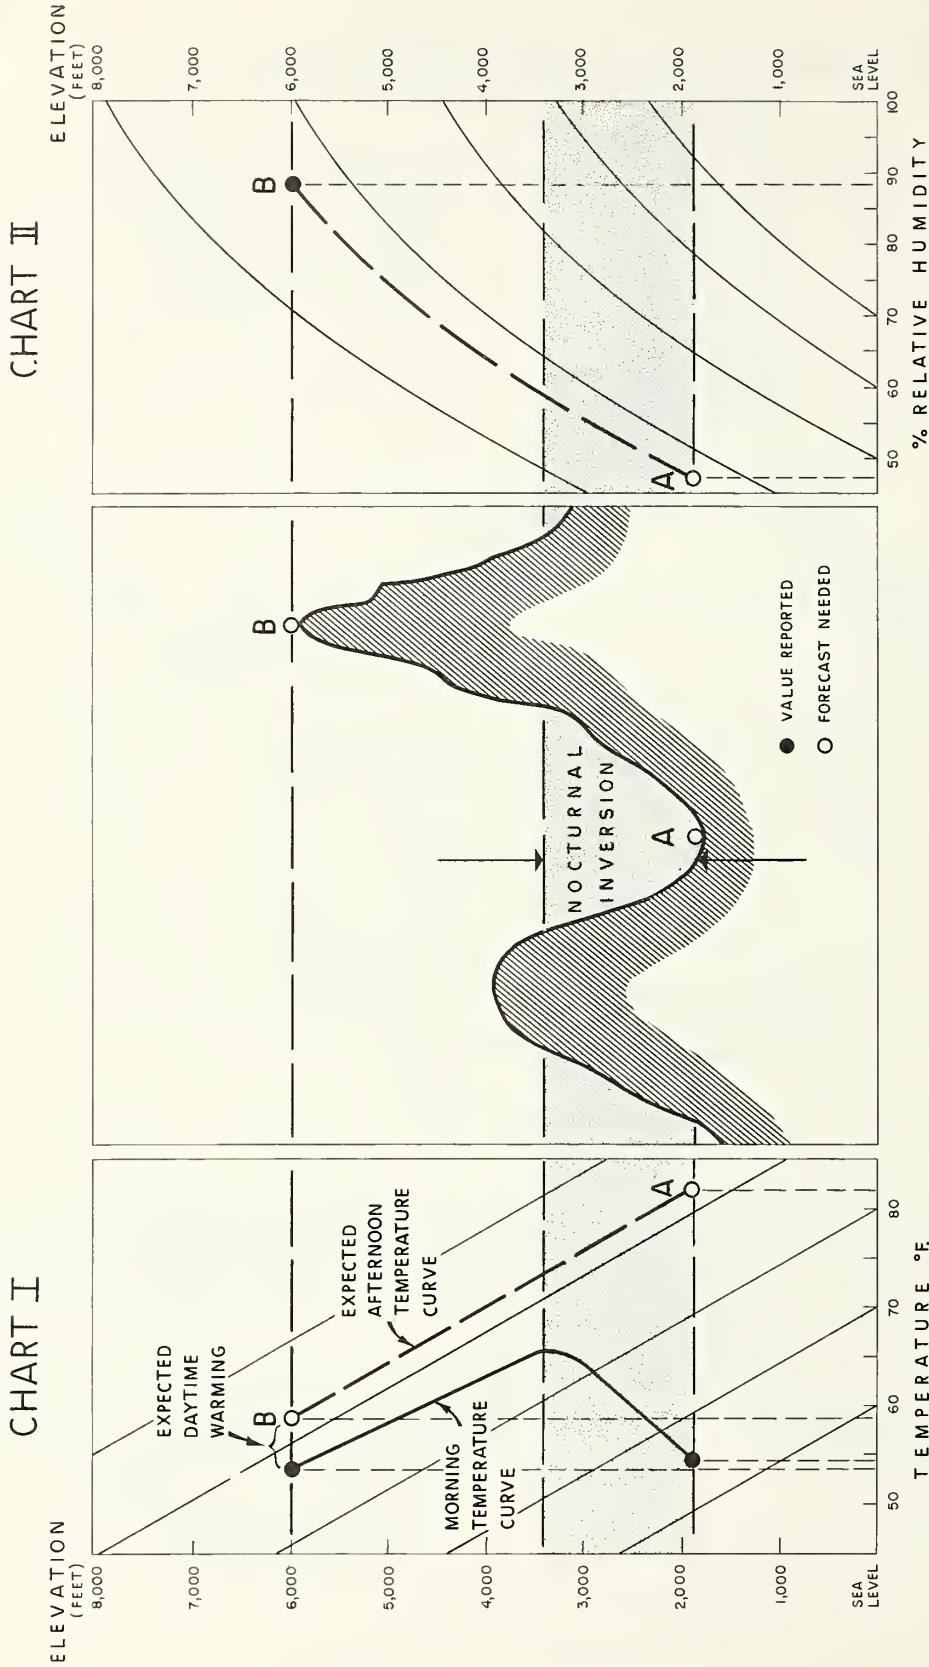 CHART I
CHART II
ELEVATION
(FEET)
8,000
7,000
6,000
5,000
4,000
3,000
2,000
1,000
SEA
LEVEL
EXPECTED
DAYTIME
WARMING
B
EXPECTED
AFTERNOON
TEMPERATURE
CURVE
MORNING
TEMPERATURE
CURVE
A
50
60
70
80
TEMPERATURE °F.
B
NOCTURNAL
INVERSION
A
VALUE REPORTED
FORECAST NEEDED
B
A
50
60
70
80
90
100
% RELATIVE HUMIDITY
ELEVATION
(FEET)
8,000
7,000
6,000
5,000
4,000
3,000
2,000
1,000
SEA
LEVEL